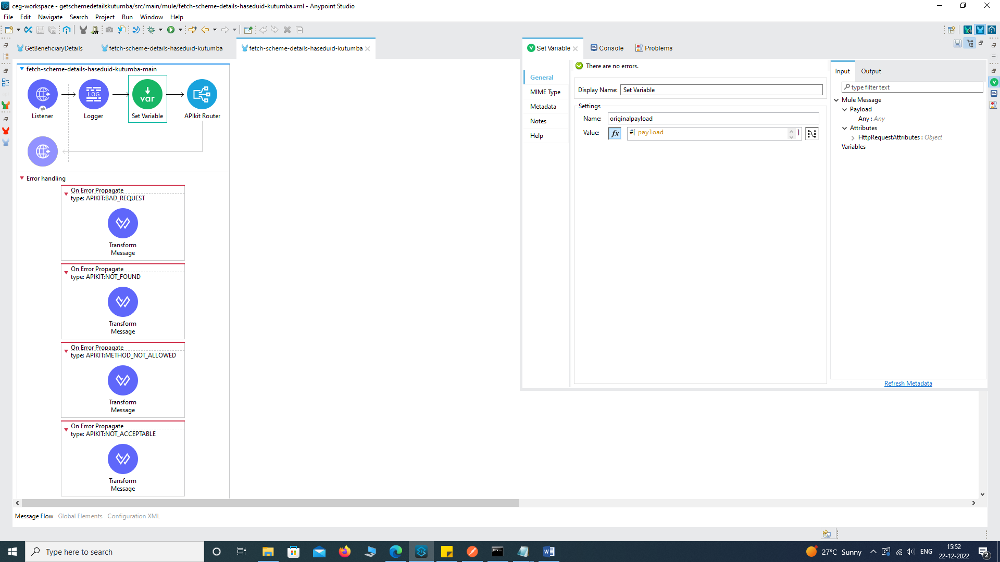 ceg-workspace - getschemedetailskutumba/src/main/mule/fetch-scheme-details-haseduid-kutumba.xml - Anypoint Studio
File Edit Navigate Search Project Run Window Help
GetBeneficiaryDetails fetch-scheme-details-haseduid-kutumba fetch-scheme-details-haseduid-kutumba
Set Variable Console Problems
fetch-scheme-details-haseduid-kutumba-main
LOG
var
Listener Logger Set Variable APIkit Router
Error handling
On Error Propagate
type: APIKIT:BAD_REQUEST
Transform
Message
On Error Propagate
type: APIKIT:NOT_FOUND
Transform
Message
On Error Propagate
type: APIKIT:METHOD_NOT_ALLOWED
Transform
Message
On Error Propagate
type: APIKIT:NOT_ACCEPTABLE
Transform
Message
Message Flow Global Elements Configuration XML
General
MIME Type
Metadata
Notes
Help
There are no errors.
Display Name: Set Variable
Settings
Name: originalpayload
Value: fx #[ payload ]
Input Output
type filter text
Mule Message
Payload
Any : Any
Attributes
HttpRequestAttributes : Object
Variables
Refresh Metadata
Type here to search
27°C Sunny
ENG
15:52
22-12-2022
2